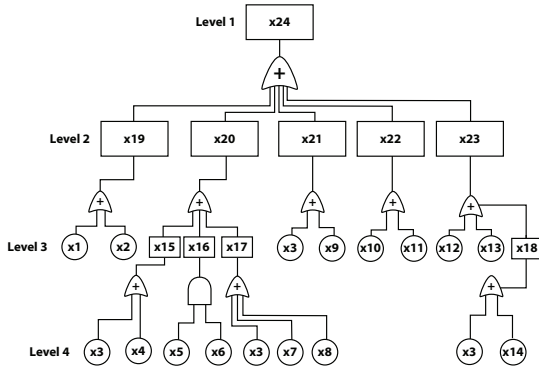 Level 1 x24
+
Level 2 x19 x20 x21 x22 x23
+ + + + +
Level 3 x1 x2 x15 x16 x17 x3 x9 x10 x11 x12 x13 x18
+ + +
Level 4 x3 x4 x5 x6 x3 x7 x8 x3 x14